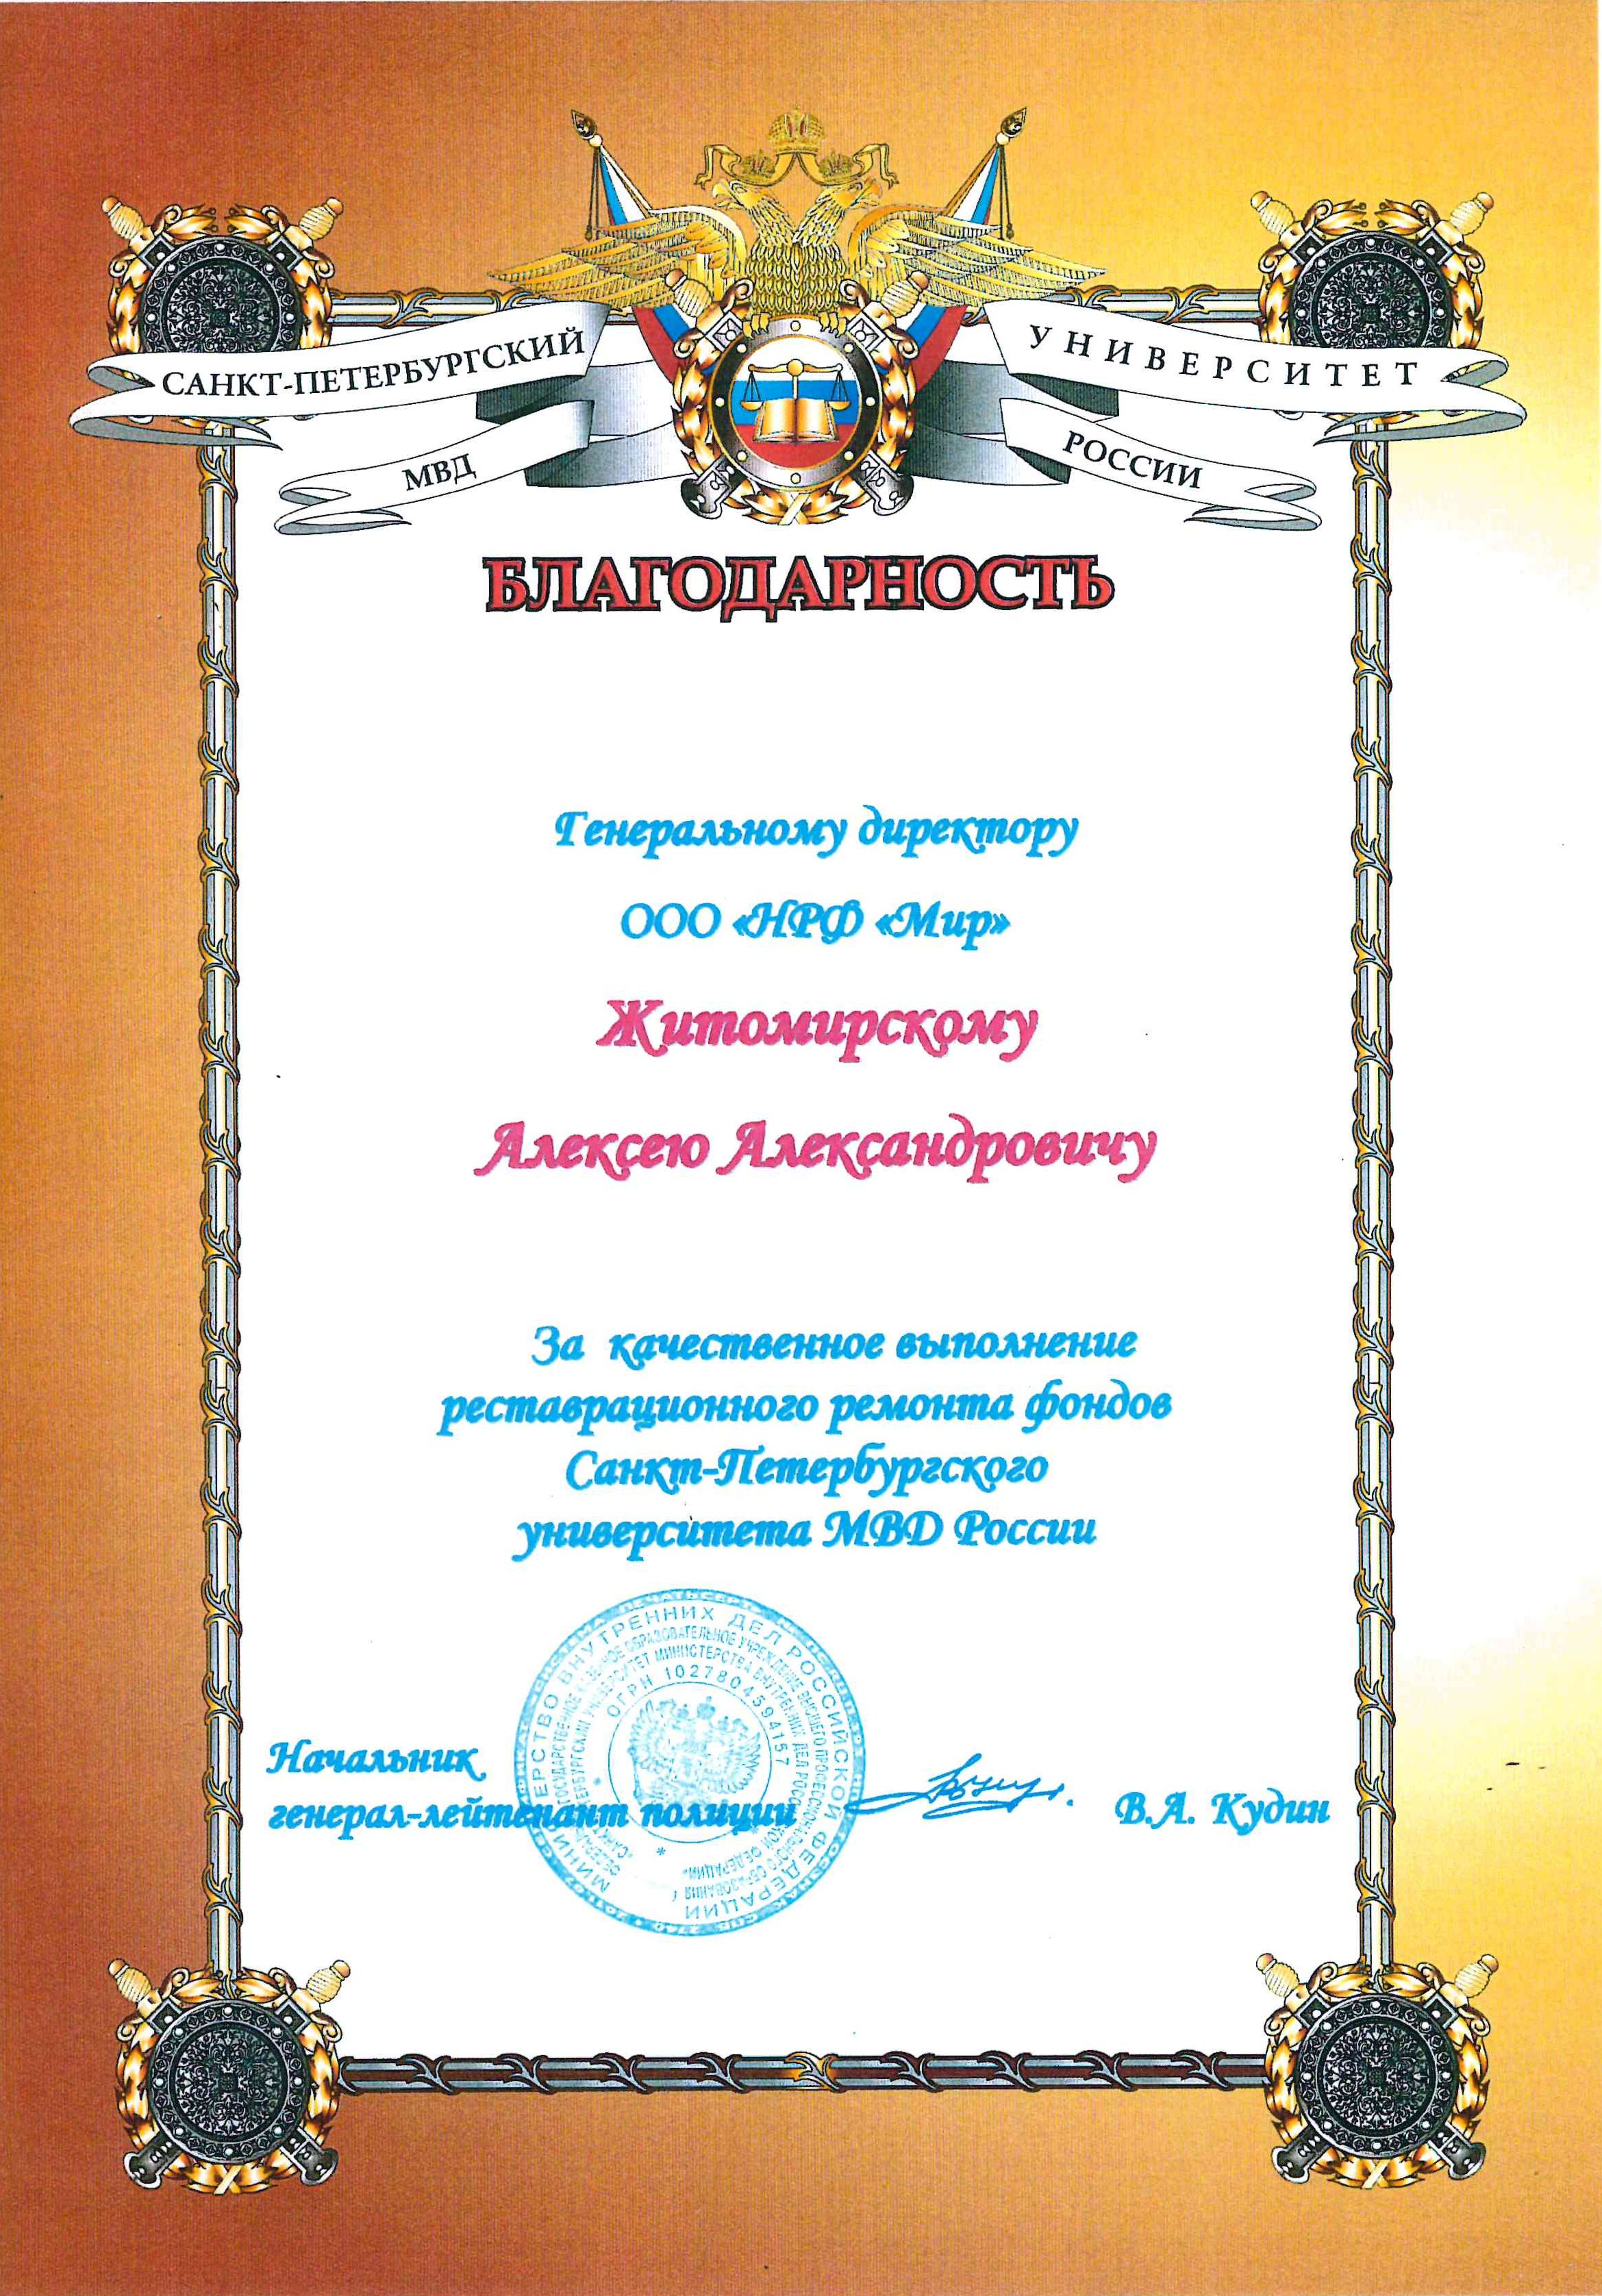 САНКТ-ПЕТЕРБУРГСКИЙ УНИВЕРСИТЕТ
МВД РОССИИ
БЛАГОДАРНОСТЬ
Генеральному директору
ООО «НРФ «Мир»
Житомирскому
Алексею Александровичу
За качественное выполнение
реставрационного ремонта фондов
Санкт-Петербургского
университета МВД России
МИНИСТЕРСТВО ВНУТРЕННИХ ДЕЛ РОССИЙСКОЙ ФЕДЕРАЦИИ
ОГРН 1027804594157
Начальник
генерал-лейтенант полиции В.А. Кудин